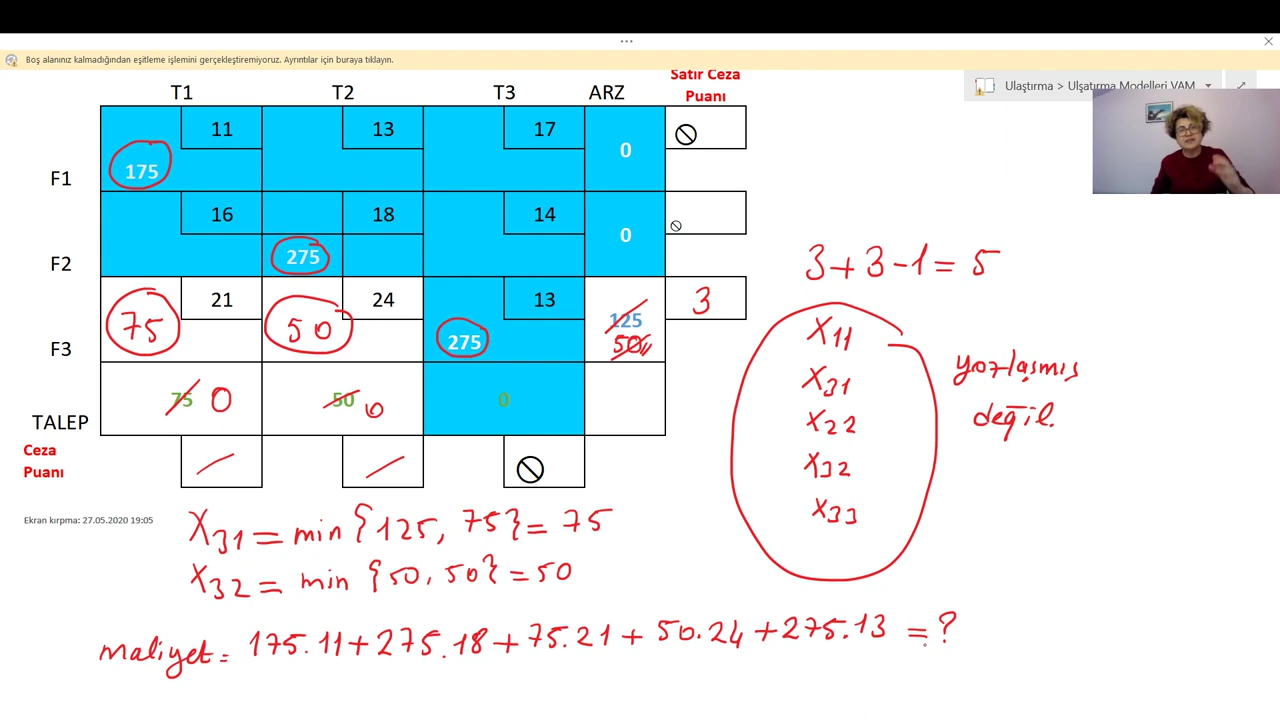 Boş alanınız kalmadığından eşitleme işlemini gerçekleştiremiyoruz. Ayrıntılar için buraya tıklayın.
Ulaştırma > Ulşatırma Modelleri VAM
T1 T2 T3 ARZ Satır Ceza Puanı
11 13 17
175 0
F1
16 18 14
275 0
F2
21 24 13 3
75 50 275 125
50
F3
75 0 50 0 0
TALEP
Ceza
Puanı
Ekran kırpma: 27.05.2020 19:05
X31 = min {125, 75} = 75
X32 = min {50, 50} = 50
maliyet = 175.11+275.18+75.21+50.24+275.13 = ?
3+3-1=5
X11
X31
X22
X32
X33
yozlaşmış
değil.